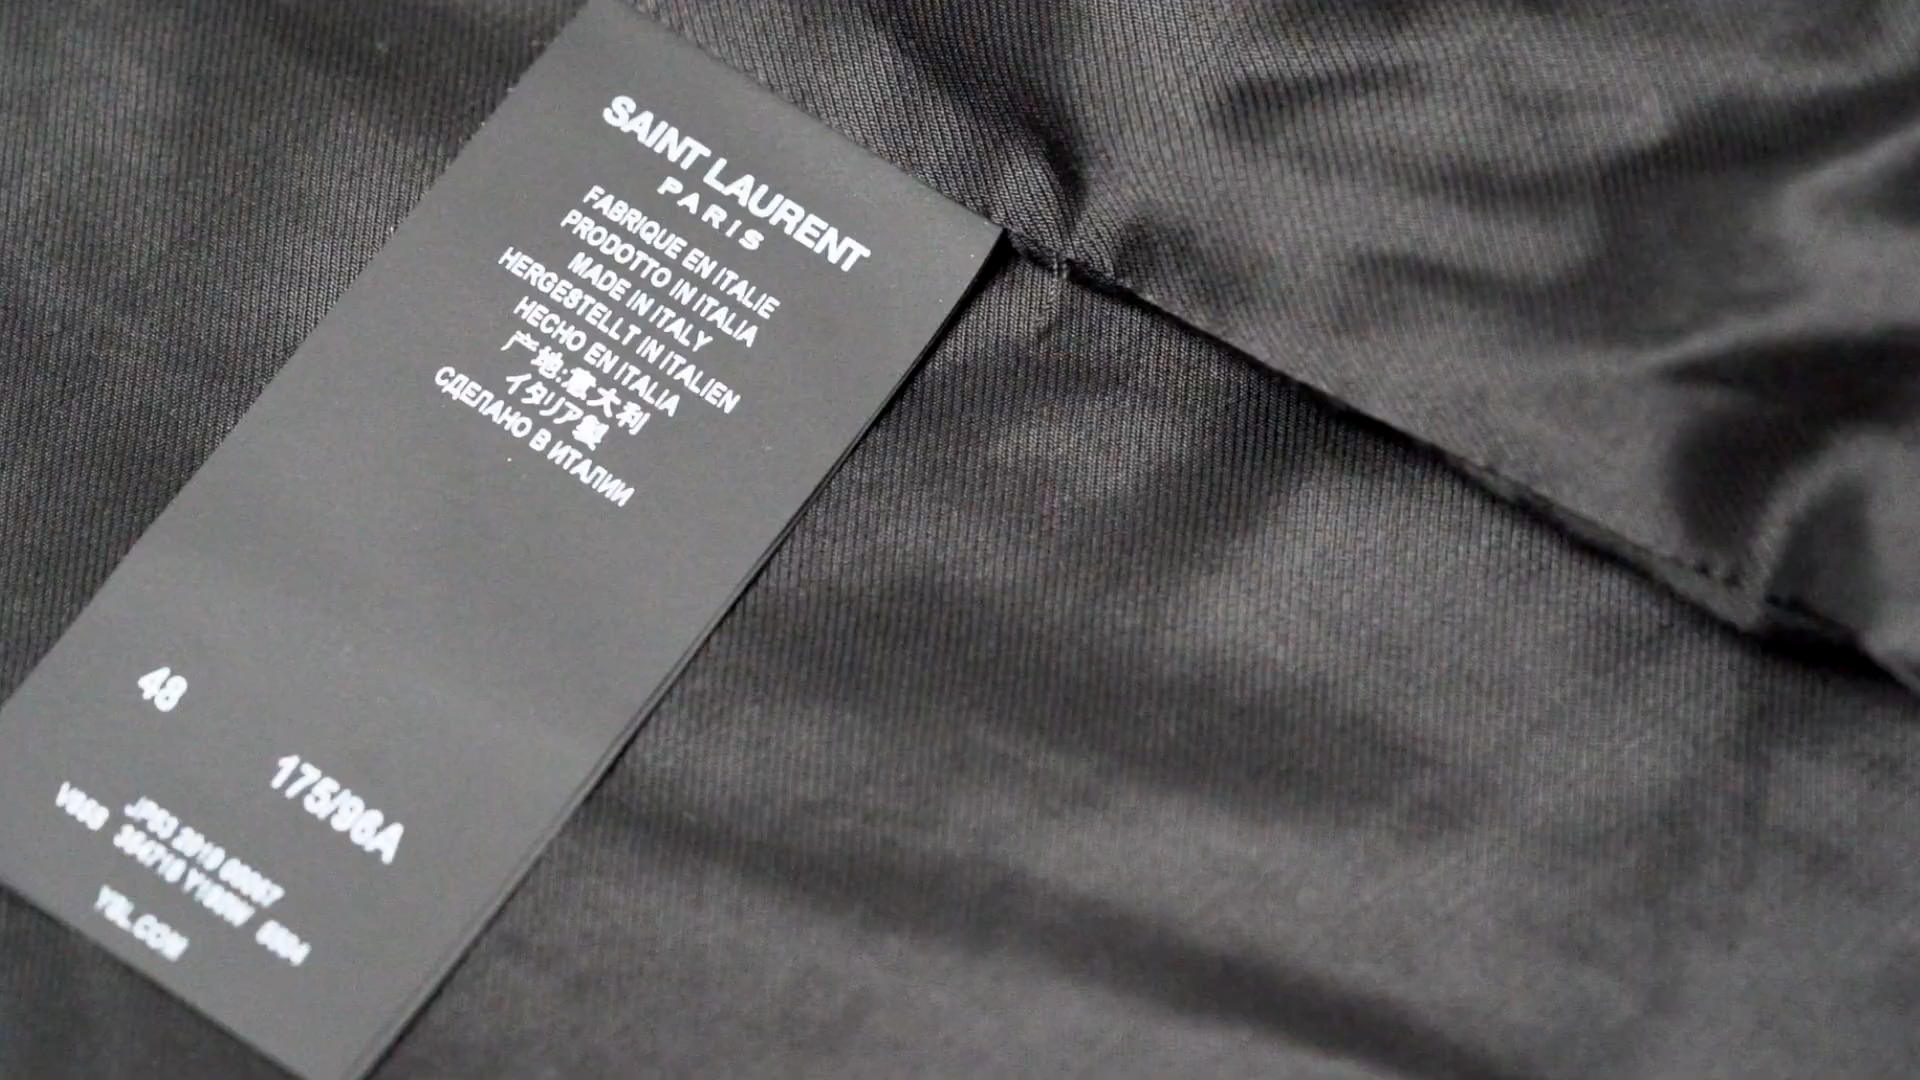 SAINT LAURENT
PARIS
FABRIQUE EN ITALIE
PRODOTTO IN ITALIA
MADE IN ITALY
HERGESTELLT IN ITALIEN
HECHO EN ITALIA
产地:意大利
イタリア製
СДЕЛАНО В ИТАЛИИ
48
175/96A
YSL.COM